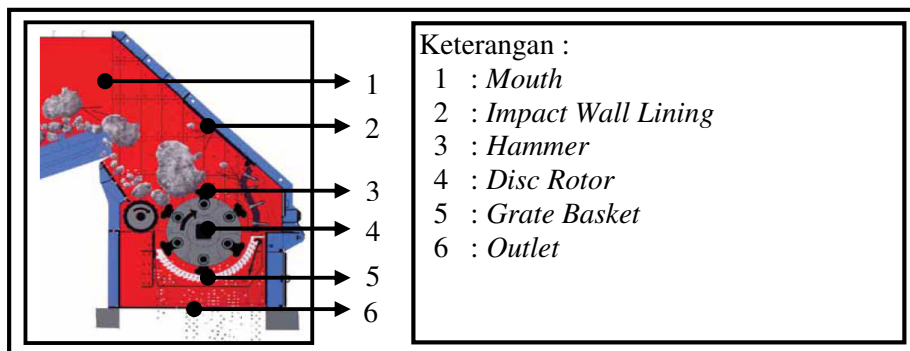 1
2
3
4
5
6
Keterangan :
1 : Mouth
2 : Impact Wall Lining
3 : Hammer
4 : Disc Rotor
5 : Grate Basket
6 : Outlet